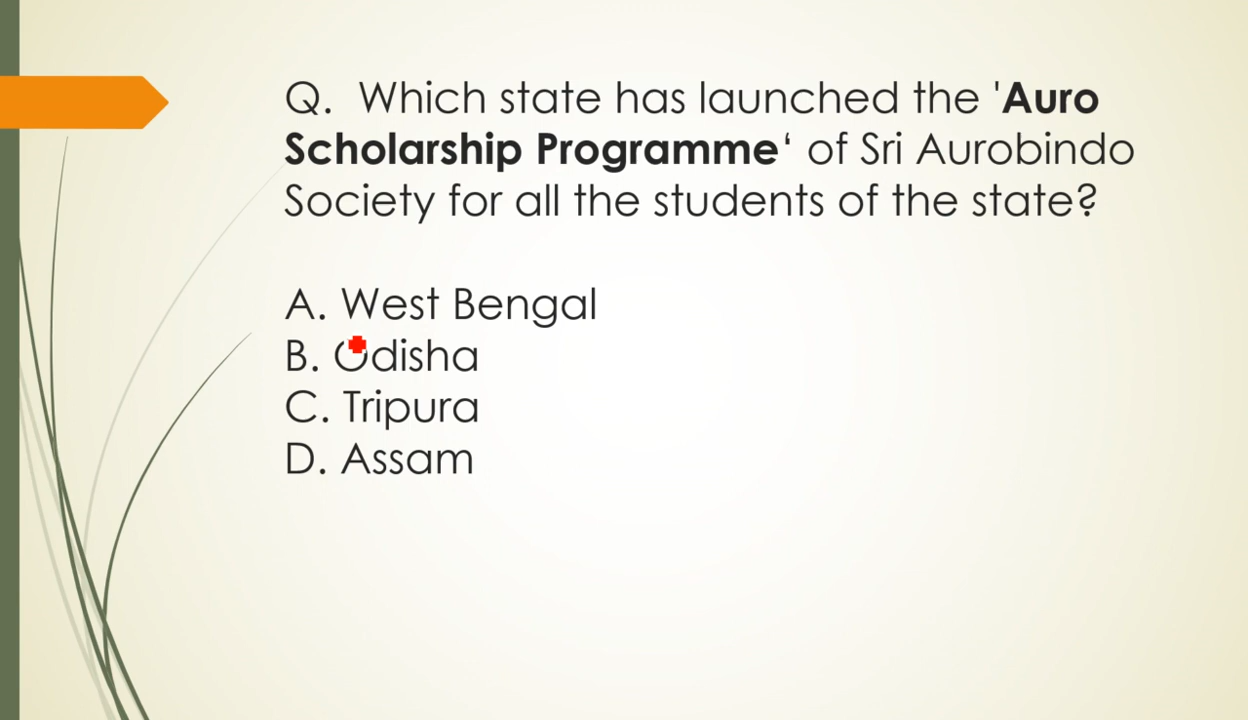 Q. Which state has launched the 'Auro
Scholarship Programme‘ of Sri Aurobindo
Society for all the students of the state?
A. West Bengal
B. Odisha
C. Tripura
D. Assam